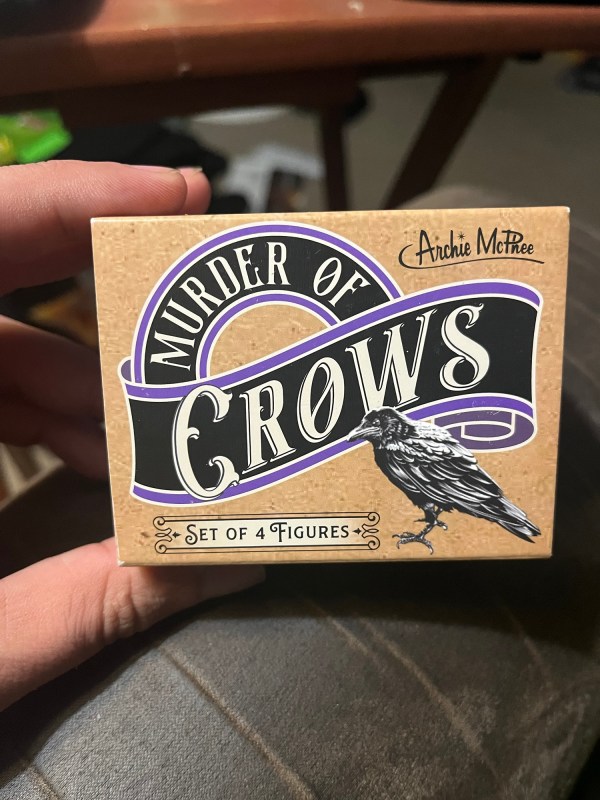 Archie McPhee
MURDER OF
CROWS
SET OF 4 FIGURES